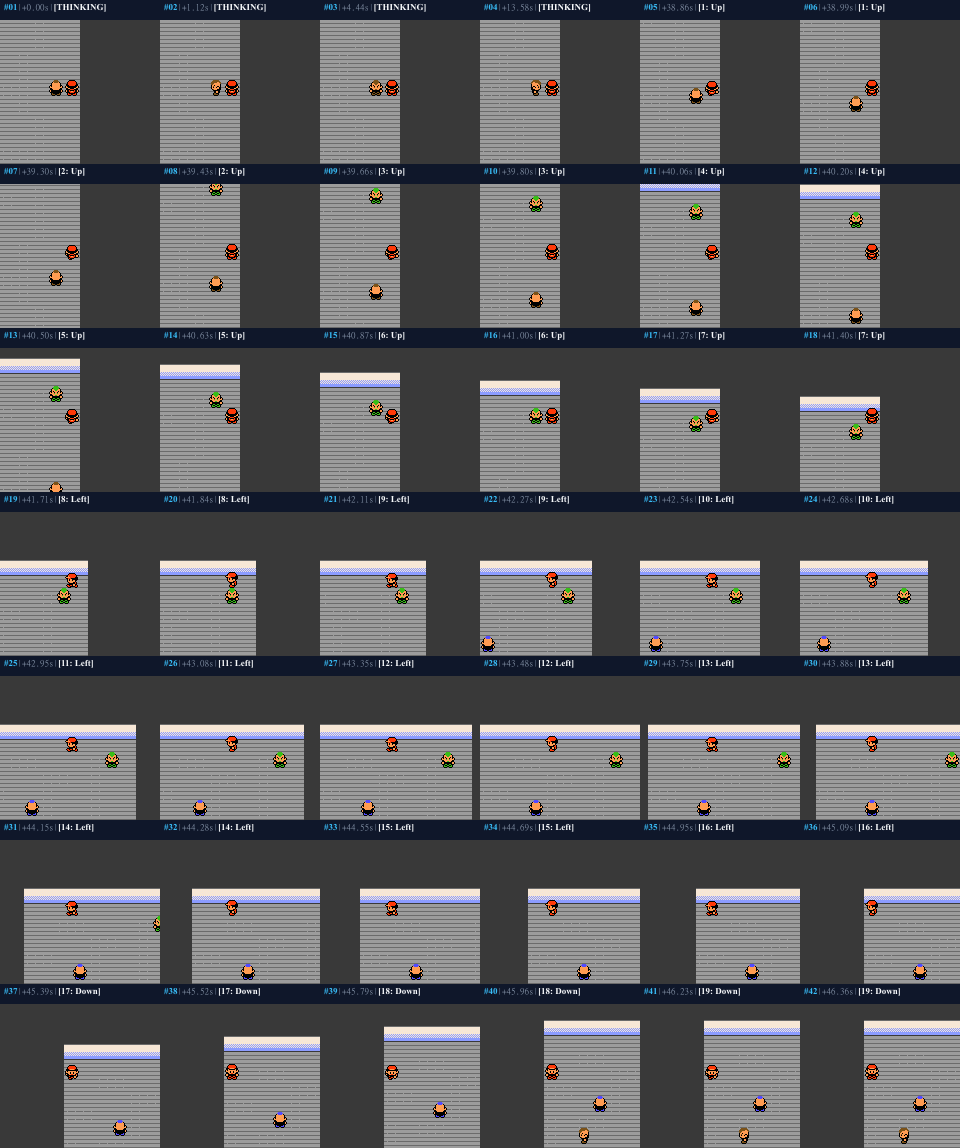 #01|+0.00s|[THINKING]
#02|+1.12s|[THINKING]
#03|+4.44s|[THINKING]
#04|+13.58s|[THINKING]
#05|+38.86s|[1: Up]
#06|+38.99s|[1: Up]
#07|+39.30s|[2: Up]
#08|+39.43s|[2: Up]
#09|+39.66s|[3: Up]
#10|+39.80s|[3: Up]
#11|+40.06s|[4: Up]
#12|+40.20s|[4: Up]
#13|+40.50s|[5: Up]
#14|+40.63s|[5: Up]
#15|+40.87s|[6: Up]
#16|+41.00s|[6: Up]
#17|+41.27s|[7: Up]
#18|+41.40s|[7: Up]
#19|+41.71s|[8: Left]
#20|+41.84s|[8: Left]
#21|+42.11s|[9: Left]
#22|+42.27s|[9: Left]
#23|+42.54s|[10: Left]
#24|+42.68s|[10: Left]
#25|+42.95s|[11: Left]
#26|+43.08s|[11: Left]
#27|+43.35s|[12: Left]
#28|+43.48s|[12: Left]
#29|+43.75s|[13: Left]
#30|+43.88s|[13: Left]
#31|+44.15s|[14: Left]
#32|+44.28s|[14: Left]
#33|+44.55s|[15: Left]
#34|+44.69s|[15: Left]
#35|+44.95s|[16: Left]
#36|+45.09s|[16: Left]
#37|+45.39s|[17: Down]
#38|+45.52s|[17: Down]
#39|+45.79s|[18: Down]
#40|+45.96s|[18: Down]
#41|+46.23s|[19: Down]
#42|+46.36s|[19: Down]